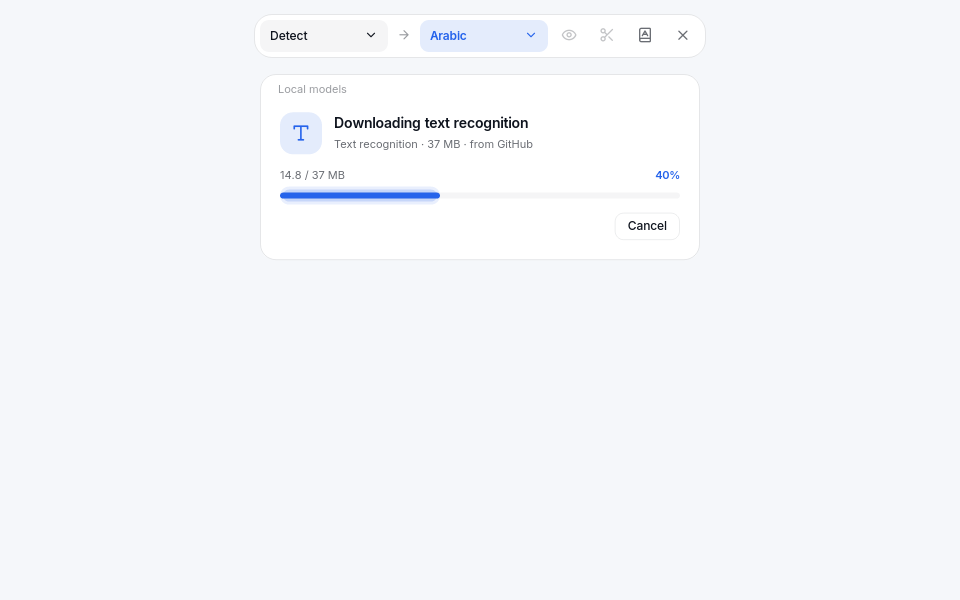 Detect
Arabic
Local models
Downloading text recognition
Text recognition · 37 MB · from GitHub
14.8 / 37 MB
40%
Cancel